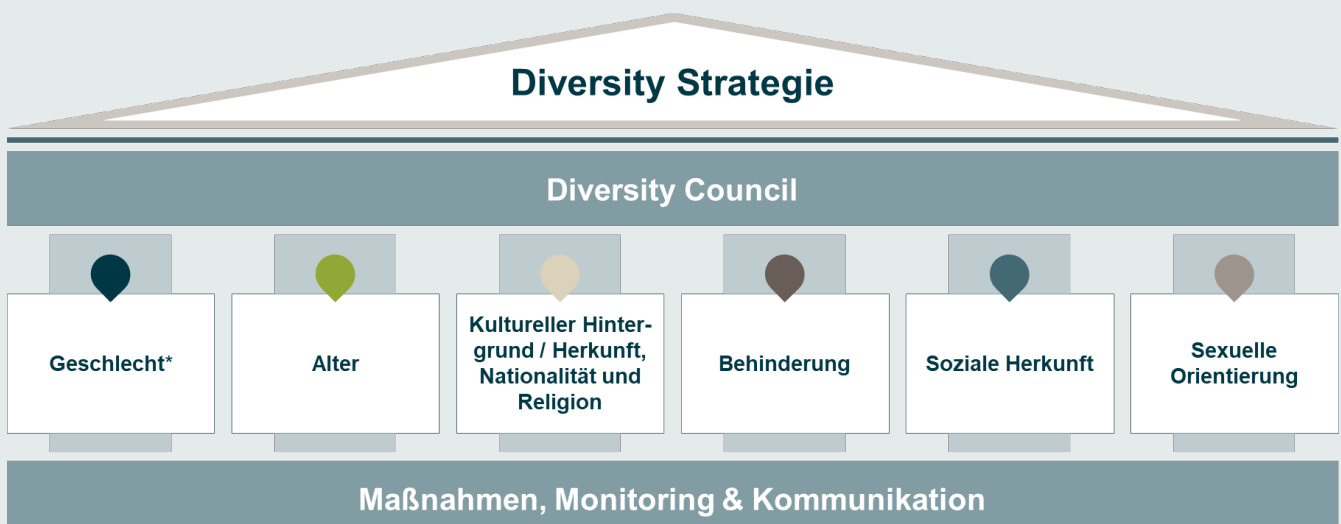 Diversity Strategie
Diversity Council
Geschlecht*
Alter
Kultureller Hinter-
grund / Herkunft,
Nationalität und
Religion
Behinderung
Soziale Herkunft
Sexuelle
Orientierung
Maßnahmen, Monitoring & Kommunikation